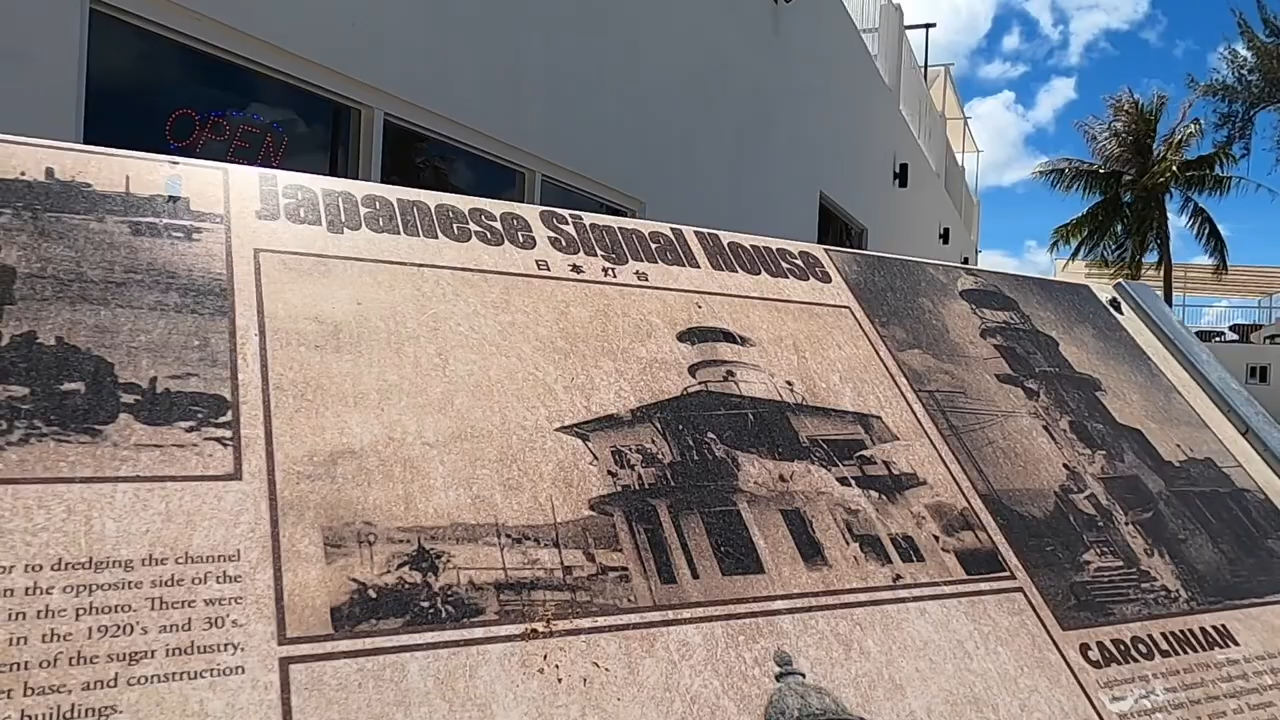 OPEN
Japanese Signal House
日本灯台
or to dredging the channel
n the opposite side of the
in the photo. There were
in the 1920's and 30's.
ent of the sugar industry,
et base, and construction
buildings.
CAROLINIAN